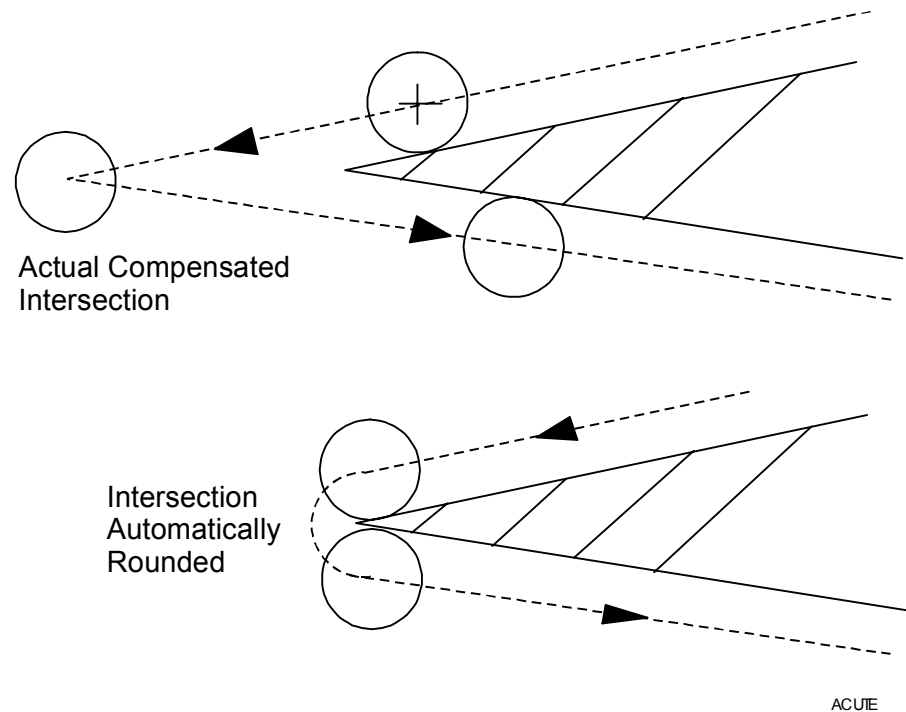 Actual Compensated
Intersection
Intersection
Automatically
Rounded
ACUTE